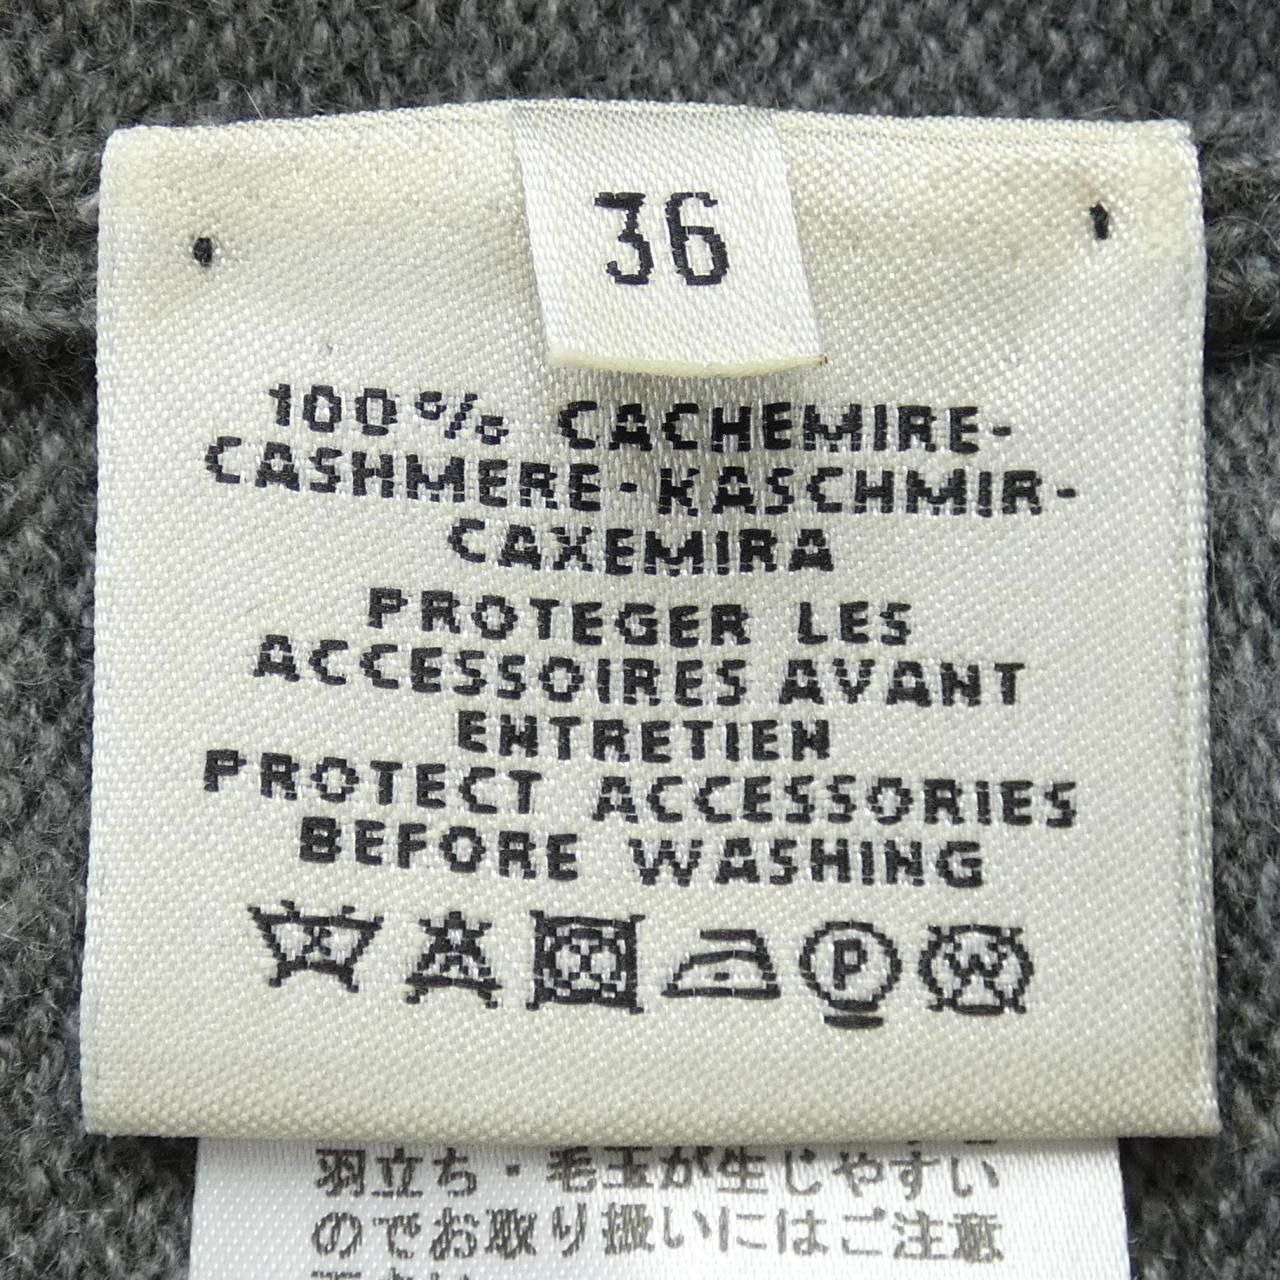 36
100% CACHEMIRE-
CASHMERE-KASCHMIR-
CAXEMIRA
PROTEGER LES
ACCESSOIRES AVANT
ENTRETIEN
PROTECT ACCESSORIES
BEFORE WASHING
P W
羽立ち・毛玉が生じやすい
のでお取り扱いにはご注意